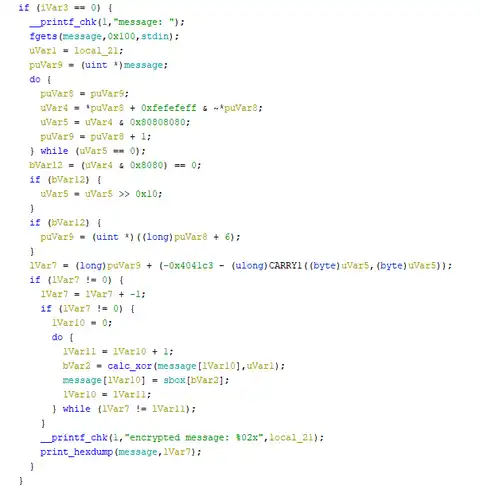 if (iVar3 == 0) {
__printf_chk(1,"message: ");
fgets(message,0x100,stdin);
uVar1 = local_21;
puVar9 = (uint *)message;
do {
puVar8 = puVar9;
uVar4 = *puVar8 + 0xfefefeff & ~*puVar8;
uVar5 = uVar4 & 0x80808080;
puVar9 = puVar8 + 1;
} while (uVar5 == 0);
bVar12 = (uVar4 & 0x8080) == 0;
if (bVar12) {
uVar5 = uVar5 >> 0x10;
}
if (bVar12) {
puVar9 = (uint *)((long)puVar8 + 6);
}
lVar7 = (long)puVar9 + (-0x4041c3 - (ulong)CARRY1((byte)uVar5,(byte)uVar5));
if (lVar7 != 0) {
lVar7 = lVar7 + -1;
if (lVar7 != 0) {
lVar10 = 0;
do {
lVar11 = lVar10 + 1;
bVar2 = calc_xor(message[lVar10],uVar1);
message[lVar10] = sbox[bVar2];
lVar10 = lVar11;
} while (lVar7 != lVar11);
}
__printf_chk(1,"encrypted message: %02x",local_21);
print_hexdump(message,lVar7);
}
}